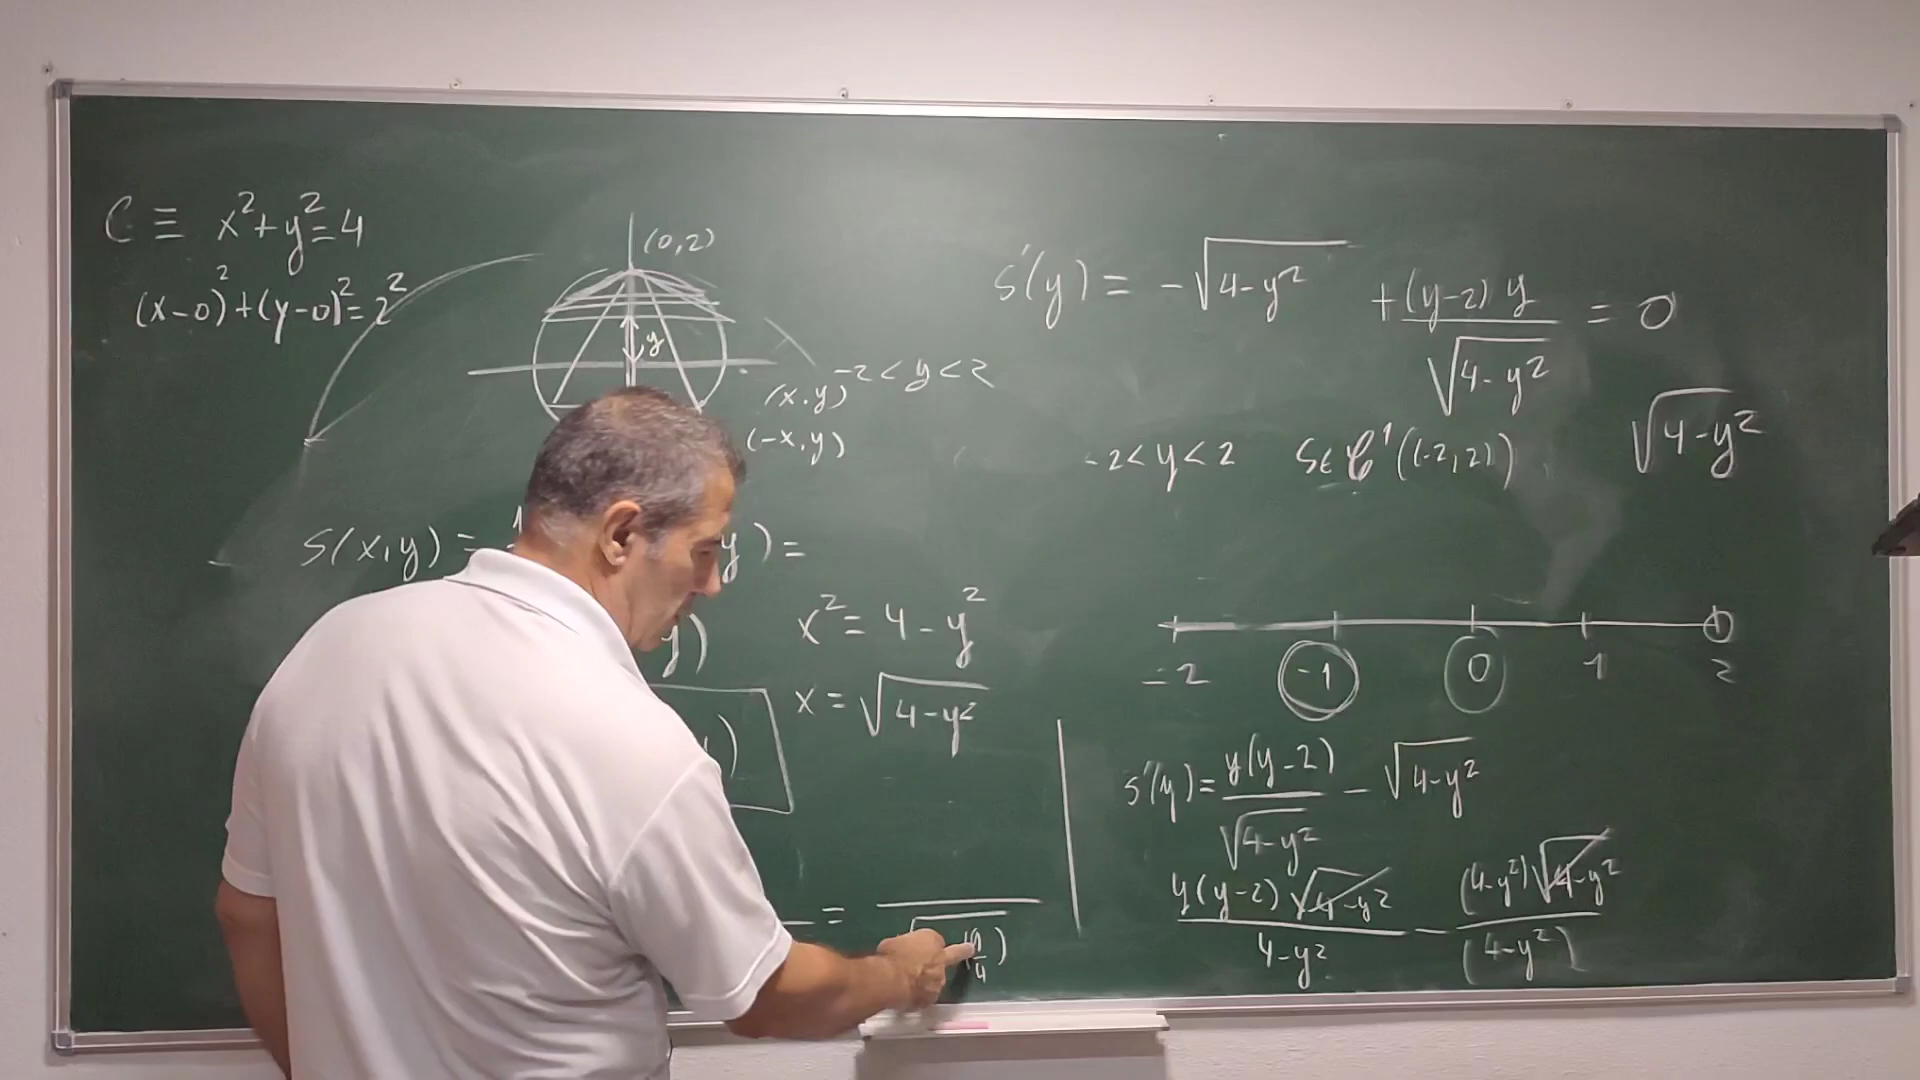 C ≡ x²+y²=4
(x-0)²+(y-0)²=2²
(0,2)
y
(x,y)
-2<y<2
(-x,y)
S(x,y)=
y)=
y)
x²=4-y²
x=√4-y²
=
4
S'(y)= -√4-y² +(y-2)y/√4-y² = 0
-2<y<2 S∈C¹((-2,2))
√4-y²
-2 -1 0 1 2
S'(y)= y(y-2)/√4-y² - √4-y²
y(y-2)√4-y²/4-y² - (4-y²)√4-y²/(4-y²)